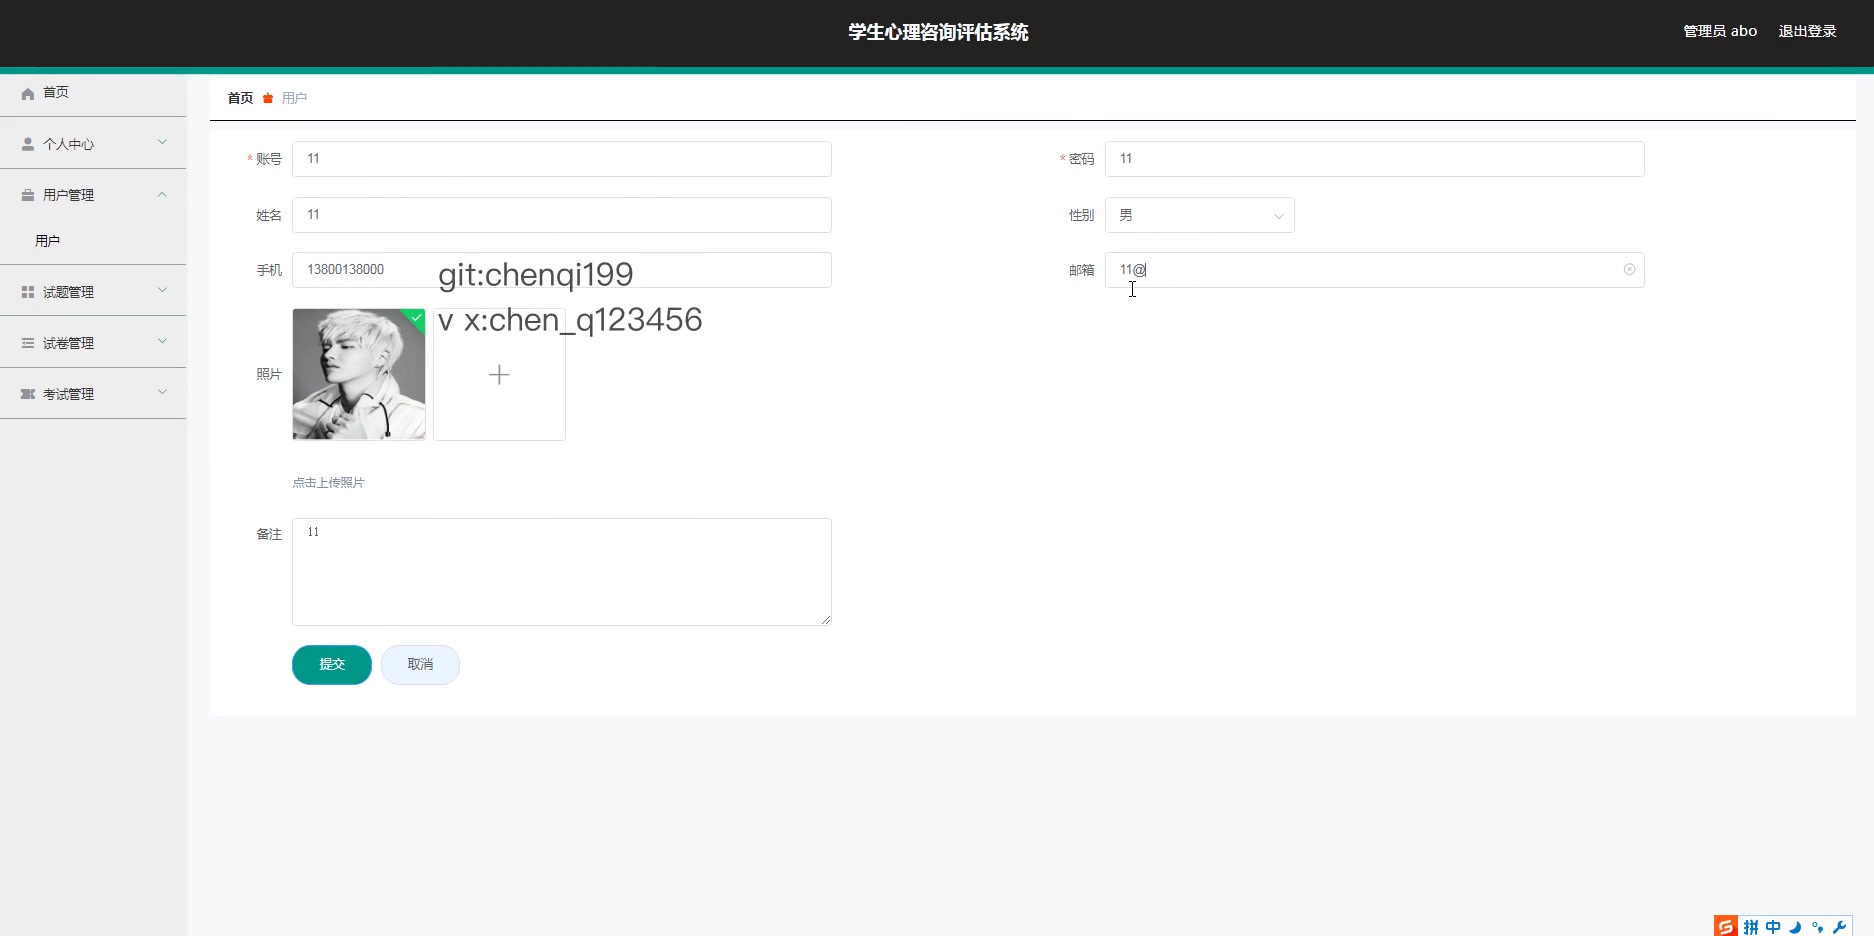 学生心理咨询评估系统
管理员 abo 退出登录
首页
个人中心
用户管理
用户
试题管理
试卷管理
考试管理
首页 用户
* 账号 11
* 密码 11
姓名 11
性别 男
手机 13800138000
邮箱 11@
git:chenqi199
v x:chen_q123456
照片
点击上传照片
备注 11
提交 取消
拼 中